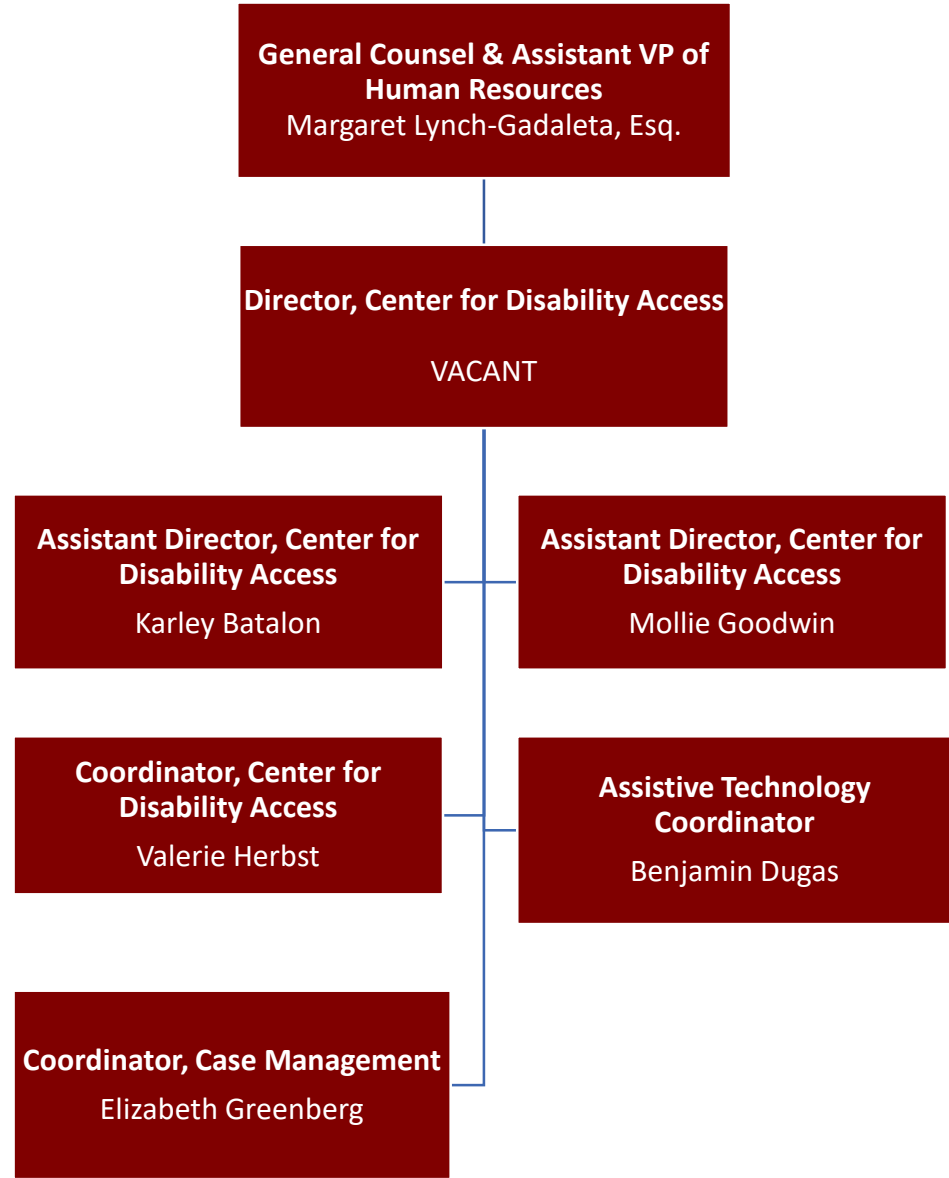 General Counsel & Assistant VP of
Human Resources
Margaret Lynch-Gadaleta, Esq.
Director, Center for Disability Access
VACANT
Assistant Director, Center for
Disability Access
Karley Batalon
Assistant Director, Center for
Disability Access
Mollie Goodwin
Coordinator, Center for
Disability Access
Valerie Herbst
Assistive Technology
Coordinator
Benjamin Dugas
Coordinator, Case Management
Elizabeth Greenberg